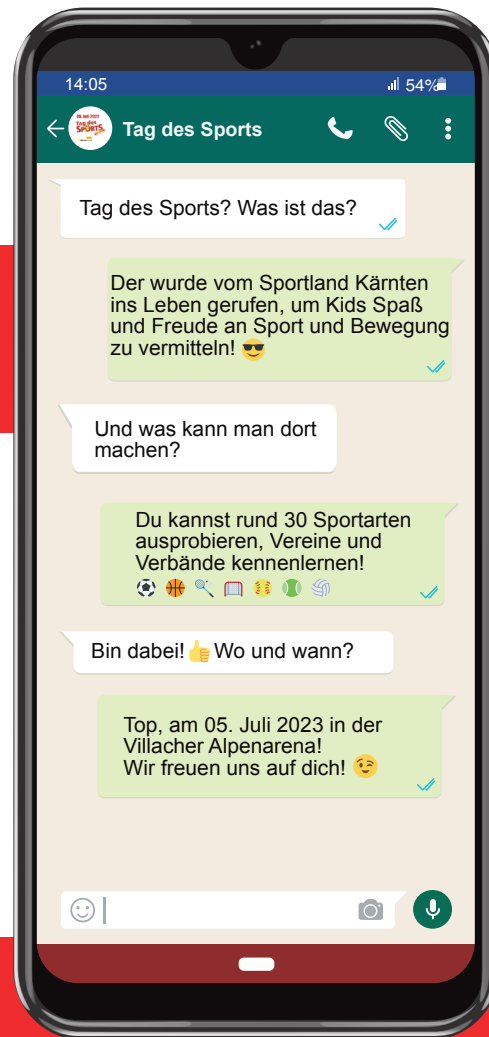 14:05
54%
Tag des
SPORTS
Tag des Sports
Tag des Sports? Was ist das?
Der wurde vom Sportland Kärnten
ins Leben gerufen, um Kids Spaß
und Freude an Sport und Bewegung
zu vermitteln! 😎
Und was kann man dort
machen?
Du kannst rund 30 Sportarten
ausprobieren, Vereine und
Verbände kennenlernen!
Bin dabei! 👍 Wo und wann?
Top, am 05. Juli 2023 in der
Villacher Alpenarena!
Wir freuen uns auf dich! 😉